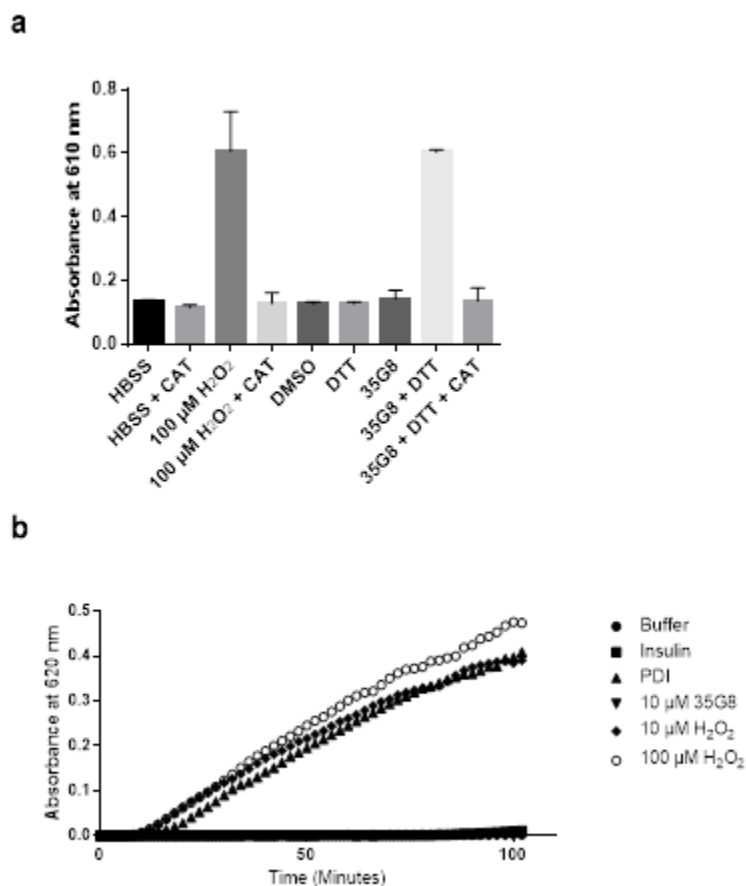 a
Absorbance at 610 nm
0.8
0.6
0.4
0.2
0.0
HBSS
HBSS + CAT
100 µM H₂O₂
100 µM H₂O₂ + CAT
DMSO
DTT
35G8
35G8 + DTT
35G8 + DTT + CAT
b
Absorbance at 620 nm
0.5
0.4
0.3
0.2
0.1
0.0
0
50
100
Time (Minutes)
Buffer
Insulin
PDI
10 µM 35G8
10 µM H₂O₂
100 µM H₂O₂